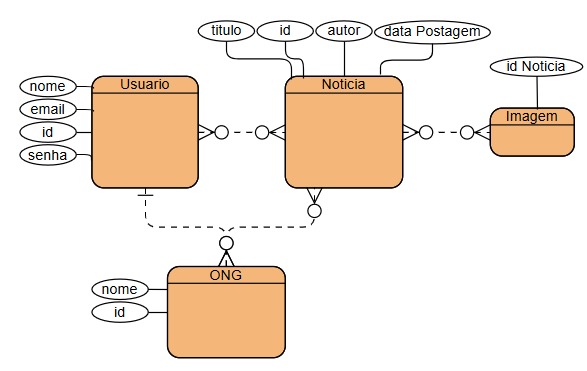 titulo
id
autor
data Postagem
nome
email
id
senha
Usuario
Noticia
id Noticia
Imagem
ONG
nome
id